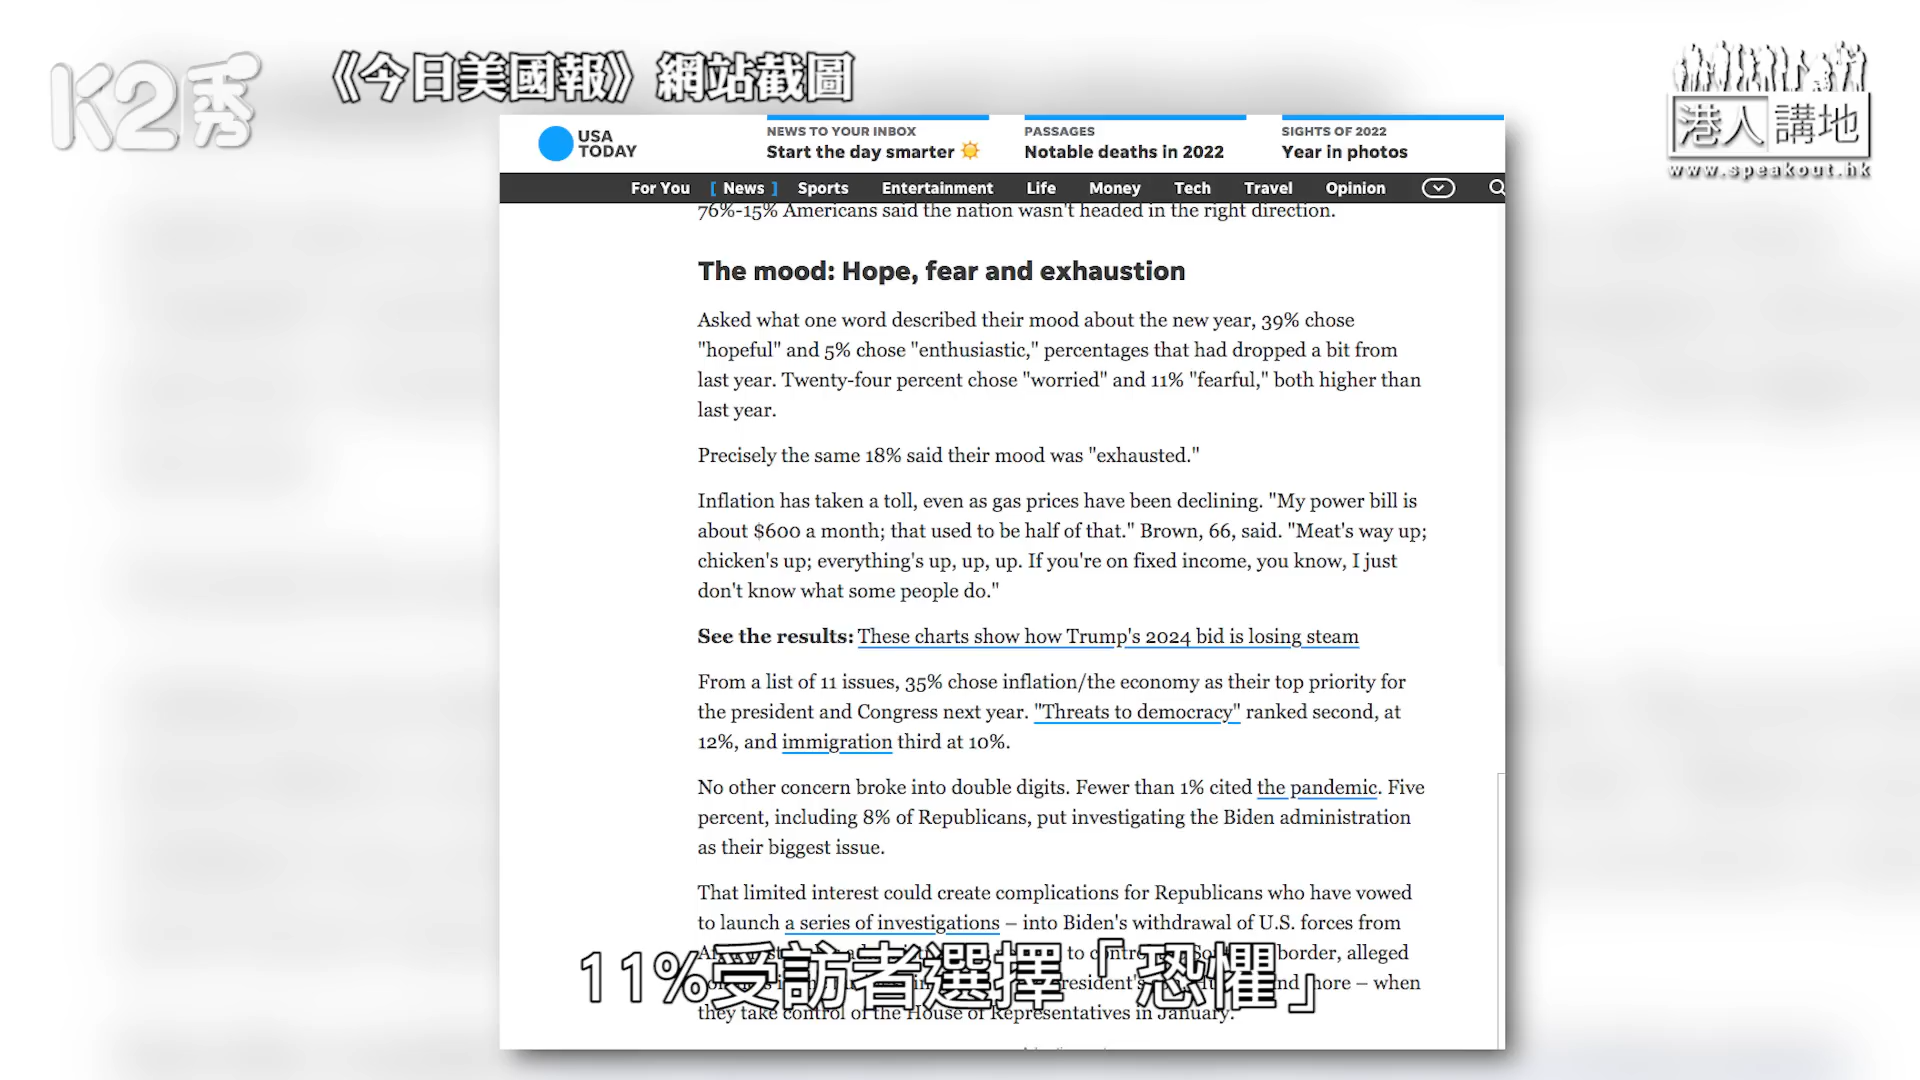 K2秀
《今日美國報》網站截圖
港人講地
www.speakout.hk
USA TODAY
NEWS TO YOUR INBOX
Start the day smarter ☀️
PASSAGES
Notable deaths in 2022
SIGHTS OF 2022
Year in photos
For You [ News ] Sports Entertainment Life Money Tech Travel Opinion
76%-15% Americans said the nation wasn't headed in the right direction.
The mood: Hope, fear and exhaustion
Asked what one word described their mood about the new year, 39% chose
"hopeful" and 5% chose "enthusiastic," percentages that had dropped a bit from
last year. Twenty-four percent chose "worried" and 11% "fearful," both higher than
last year.
Precisely the same 18% said their mood was "exhausted."
Inflation has taken a toll, even as gas prices have been declining. "My power bill is
about $600 a month; that used to be half of that." Brown, 66, said. "Meat's way up;
chicken's up; everything's up, up, up. If you're on fixed income, you know, I just
don't know what some people do."
See the results: These charts show how Trump's 2024 bid is losing steam
From a list of 11 issues, 35% chose inflation/the economy as their top priority for
the president and Congress next year. "Threats to democracy" ranked second, at
12%, and immigration third at 10%.
No other concern broke into double digits. Fewer than 1% cited the pandemic. Five
percent, including 8% of Republicans, put investigating the Biden administration
as their biggest issue.
That limited interest could create complications for Republicans who have vowed
to launch a series of investigations – into Biden's withdrawal of U.S. forces from
to border, alleged
more – when
they take control of the House of Representatives in January.
11%受訪者選擇「恐懼」